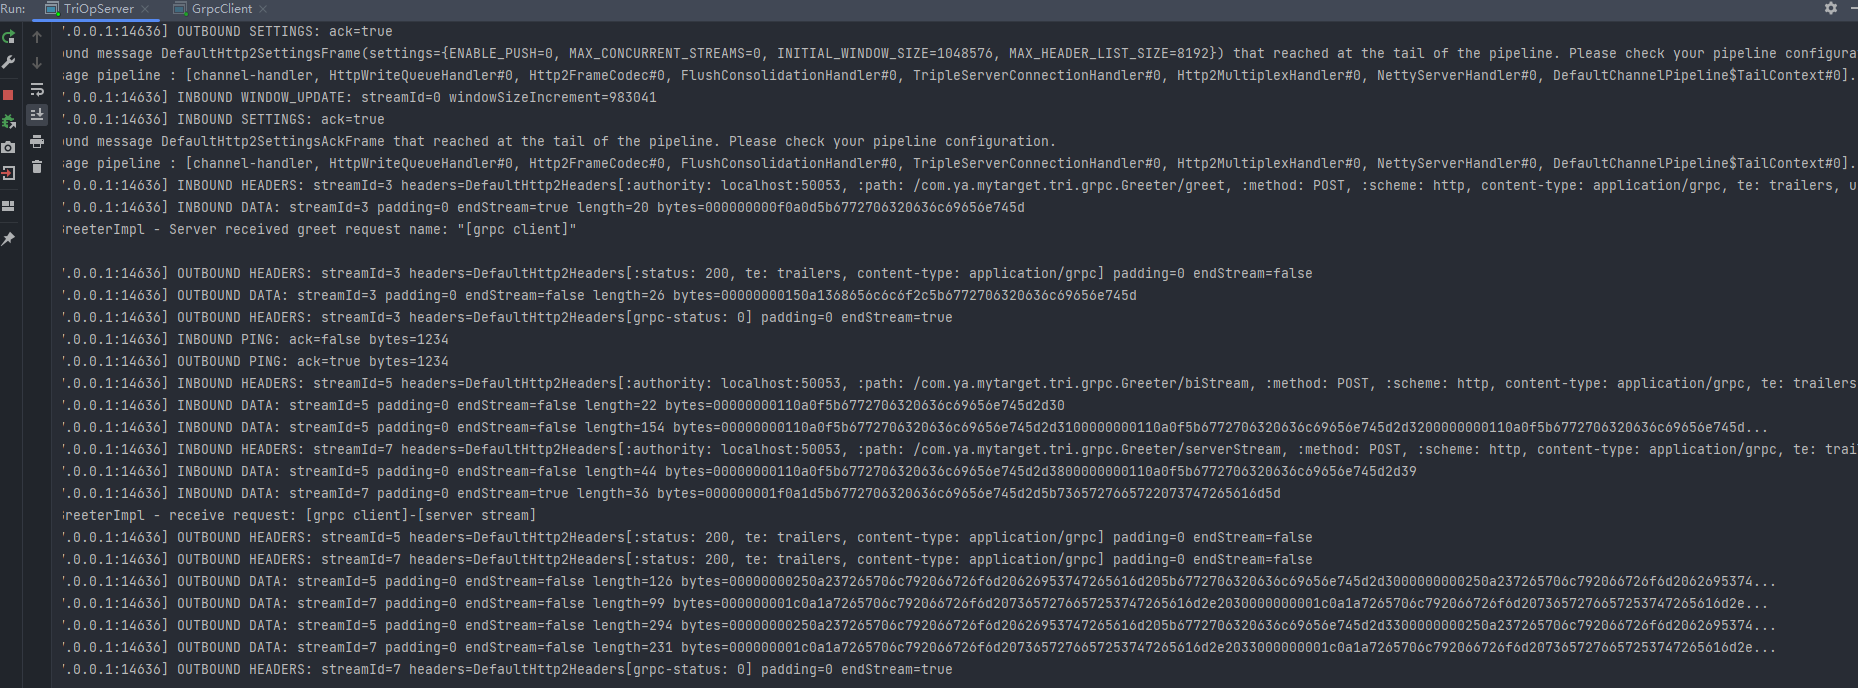 Run: TriOpServer × GrpcClient ×
'.0.0.1:14636] OUTBOUND SETTINGS: ack=true
ound message DefaultHttp2SettingsFrame(settings={ENABLE_PUSH=0, MAX_CONCURRENT_STREAMS=0, INITIAL_WINDOW_SIZE=1048576, MAX_HEADER_LIST_SIZE=8192}) that reached at the tail of the pipeline. Please check your pipeline configura
sage pipeline : [channel-handler, HttpWriteQueueHandler#0, Http2FrameCodec#0, FlushConsolidationHandler#0, TripleServerConnectionHandler#0, Http2MultiplexHandler#0, NettyServerHandler#0, DefaultChannelPipeline$TailContext#0].
'.0.0.1:14636] INBOUND WINDOW_UPDATE: streamId=0 windowSizeIncrement=983041
'.0.0.1:14636] INBOUND SETTINGS: ack=true
ound message DefaultHttp2SettingsAckFrame that reached at the tail of the pipeline. Please check your pipeline configuration.
sage pipeline : [channel-handler, HttpWriteQueueHandler#0, Http2FrameCodec#0, FlushConsolidationHandler#0, TripleServerConnectionHandler#0, Http2MultiplexHandler#0, NettyServerHandler#0, DefaultChannelPipeline$TailContext#0].
'.0.0.1:14636] INBOUND HEADERS: streamId=3 headers=DefaultHttp2Headers[:authority: localhost:50053, :path: /com.ya.mytarget.tri.grpc.Greeter/greet, :method: POST, :scheme: http, content-type: application/grpc, te: trailers, u
'.0.0.1:14636] INBOUND DATA: streamId=3 padding=0 endStream=true length=20 bytes=000000000f0a0d5b6772706320636c69656e745d
GreeterImpl - Server received greet request name: "[grpc client]"
'.0.0.1:14636] OUTBOUND HEADERS: streamId=3 headers=DefaultHttp2Headers[:status: 200, te: trailers, content-type: application/grpc] padding=0 endStream=false
'.0.0.1:14636] OUTBOUND DATA: streamId=3 padding=0 endStream=false length=26 bytes=00000000150a1368656c6c6f2c5b6772706320636c69656e745d
'.0.0.1:14636] OUTBOUND HEADERS: streamId=3 headers=DefaultHttp2Headers[grpc-status: 0] padding=0 endStream=true
'.0.0.1:14636] INBOUND PING: ack=false bytes=1234
'.0.0.1:14636] OUTBOUND PING: ack=true bytes=1234
'.0.0.1:14636] INBOUND HEADERS: streamId=5 headers=DefaultHttp2Headers[:authority: localhost:50053, :path: /com.ya.mytarget.tri.grpc.Greeter/biStream, :method: POST, :scheme: http, content-type: application/grpc, te: trailers
'.0.0.1:14636] INBOUND DATA: streamId=5 padding=0 endStream=false length=22 bytes=00000000110a0f5b6772706320636c69656e745d2d30
'.0.0.1:14636] INBOUND DATA: streamId=5 padding=0 endStream=false length=154 bytes=00000000110a0f5b6772706320636c69656e745d2d3100000000110a0f5b6772706320636c69656e745d2d3200000000110a0f5b6772706320636c69656e745d...
'.0.0.1:14636] INBOUND HEADERS: streamId=7 headers=DefaultHttp2Headers[:authority: localhost:50053, :path: /com.ya.mytarget.tri.grpc.Greeter/serverStream, :method: POST, :scheme: http, content-type: application/grpc, te: trai
'.0.0.1:14636] INBOUND DATA: streamId=5 padding=0 endStream=false length=44 bytes=00000000110a0f5b6772706320636c69656e745d2d3800000000110a0f5b6772706320636c69656e745d2d39
'.0.0.1:14636] INBOUND DATA: streamId=7 padding=0 endStream=true length=36 bytes=000000001f0a1d5b6772706320636c69656e745d2d5b7365727665722073747265616d5d
GreeterImpl - receive request: [grpc client]-[server stream]
'.0.0.1:14636] OUTBOUND HEADERS: streamId=5 headers=DefaultHttp2Headers[:status: 200, te: trailers, content-type: application/grpc] padding=0 endStream=false
'.0.0.1:14636] OUTBOUND HEADERS: streamId=7 headers=DefaultHttp2Headers[:status: 200, te: trailers, content-type: application/grpc] padding=0 endStream=false
'.0.0.1:14636] OUTBOUND DATA: streamId=5 padding=0 endStream=false length=126 bytes=00000000250a237265706c792066726f6d20626953747265616d205b6772706320636c69656e745d2d3000000000250a237265706c792066726f6d2062695374...
'.0.0.1:14636] OUTBOUND DATA: streamId=7 padding=0 endStream=false length=99 bytes=000000001c0a1a7265706c792066726f6d2073657276657253747265616d2e2030000000001c0a1a7265706c792066726f6d2073657276657253747265616d2e...
'.0.0.1:14636] OUTBOUND DATA: streamId=5 padding=0 endStream=false length=294 bytes=00000000250a237265706c792066726f6d20626953747265616d205b6772706320636c69656e745d2d3300000000250a237265706c792066726f6d2062695374...
'.0.0.1:14636] OUTBOUND DATA: streamId=7 padding=0 endStream=false length=231 bytes=000000001c0a1a7265706c792066726f6d2073657276657253747265616d2e2033000000001c0a1a7265706c792066726f6d2073657276657253747265616d2e...
'.0.0.1:14636] OUTBOUND HEADERS: streamId=7 headers=DefaultHttp2Headers[grpc-status: 0] padding=0 endStream=true